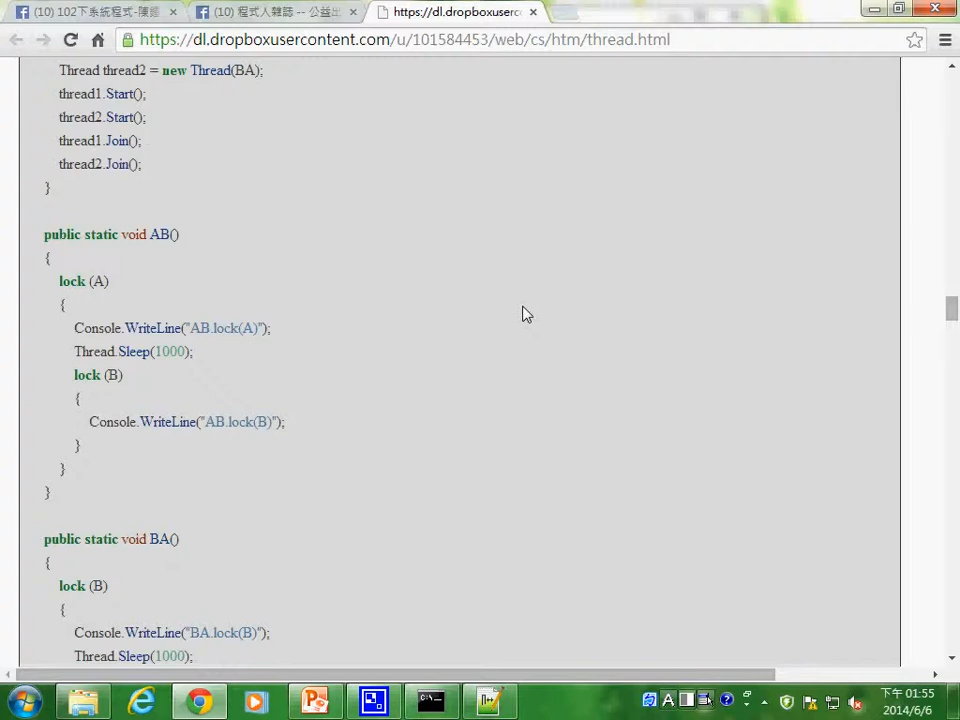 (10) 102下系統程式-陳鍾
(10) 程式人雜誌 -- 公益出
https://dl.dropboxuserc
https://dl.dropboxusercontent.com/u/101584453/web/cs/htm/thread.html
Thread thread2 = new Thread(BA);
thread1.Start();
thread2.Start();
thread1.Join();
thread2.Join();
}
public static void AB()
{
lock (A)
{
Console.WriteLine("AB.lock(A)");
Thread.Sleep(1000);
lock (B)
{
Console.WriteLine("AB.lock(B)");
}
}
}
public static void BA()
{
lock (B)
{
Console.WriteLine("BA.lock(B)");
Thread.Sleep(1000);
下午 01:55
2014/6/6